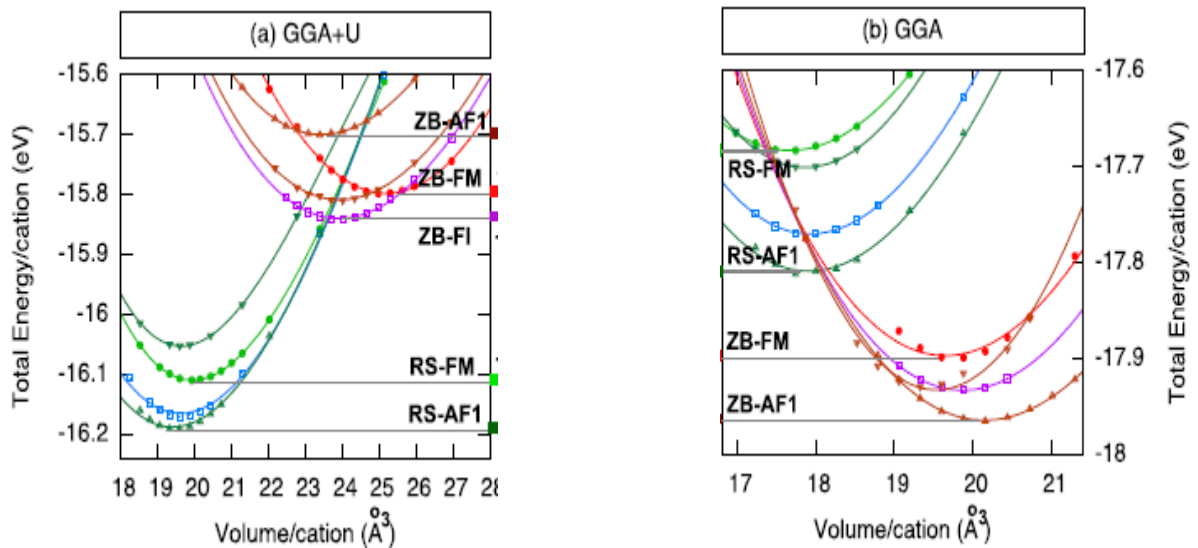 (a) GGA+U
(b) GGA
Total Energy/cation (eV)
-15.6
-15.7
-15.8
-15.9
-16
-16.1
-16.2
ZB-AF1
ZB-FM
ZB-FI
RS-FM
RS-AF1
18 19 20 21 22 23 24 25 26 27 28
Volume/cation (Å3)
RS-FM
RS-AF1
ZB-FM
ZB-AF1
-17.6
-17.7
-17.8
-17.9
-18
Total Energy/cation (eV)
17 18 19 20 21
Volume/cation (Å3)